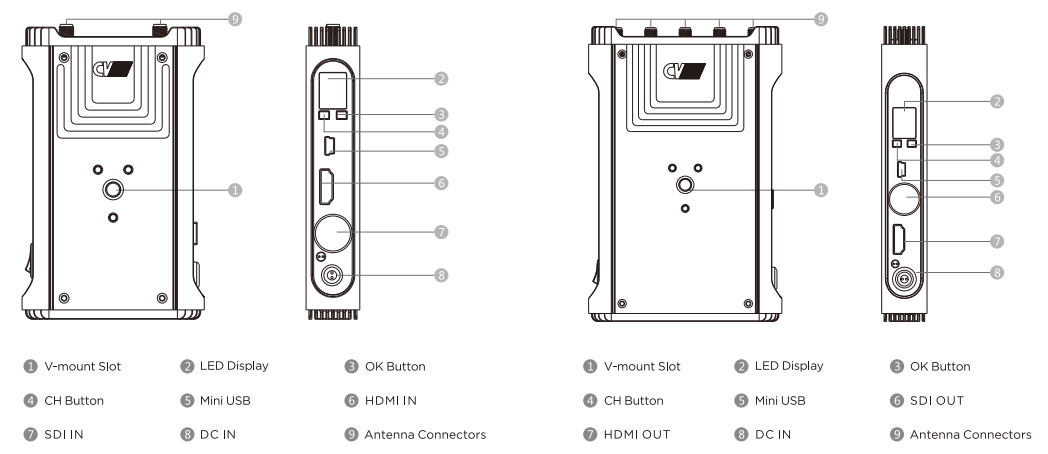 9 9
CV CV
2 2
3 3
4 4
5 5
6 6
1 1
7 7
8 8
1 V-mount Slot 2 LED Display 3 OK Button
4 CH Button 5 Mini USB 6 HDMI IN
7 SDI IN 8 DC IN 9 Antenna Connectors
1 V-mount Slot 2 LED Display 3 OK Button
4 CH Button 5 Mini USB 6 SDI OUT
7 HDMI OUT 8 DC IN 9 Antenna Connectors